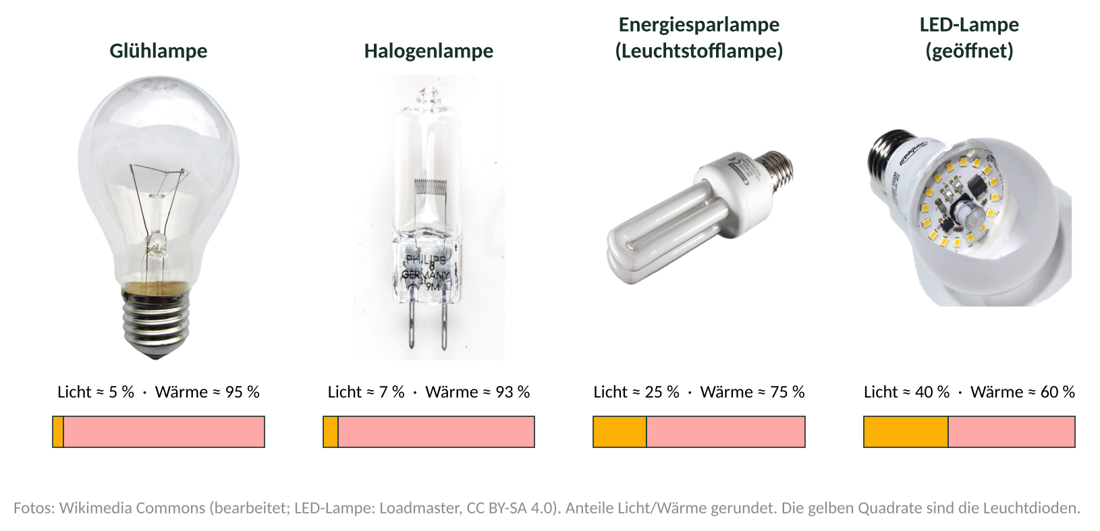 Glühlampe
Halogenlampe
Energiesparlampe
(Leuchtstofflampe)
LED-Lampe
(geöffnet)
PHILIPS
GERMANY
9M
Licht ≈ 5 % · Wärme ≈ 95 %
Licht ≈ 7 % · Wärme ≈ 93 %
Licht ≈ 25 % · Wärme ≈ 75 %
Licht ≈ 40 % · Wärme ≈ 60 %
Fotos: Wikimedia Commons (bearbeitet; LED-Lampe: Loadmaster, CC BY-SA 4.0). Anteile Licht/Wärme gerundet. Die gelben Quadrate sind die Leuchtdioden.